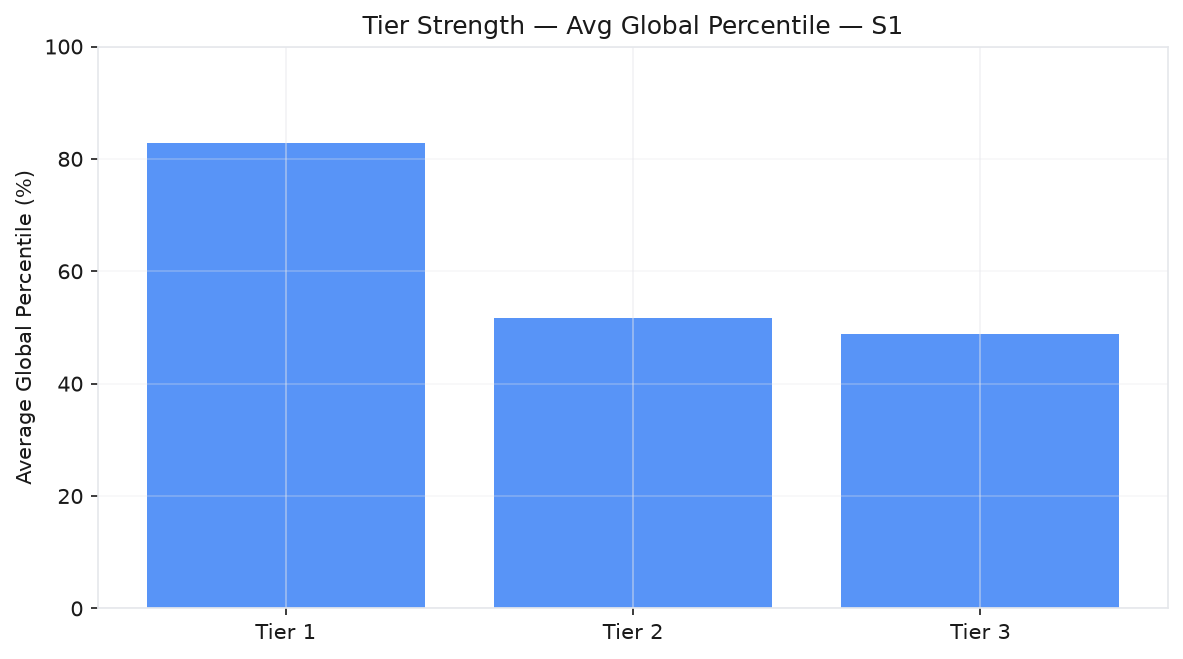 Tier Strength — Avg Global Percentile — S1
Average Global Percentile (%)
100
80
60
40
20
0
Tier 1
Tier 2
Tier 3